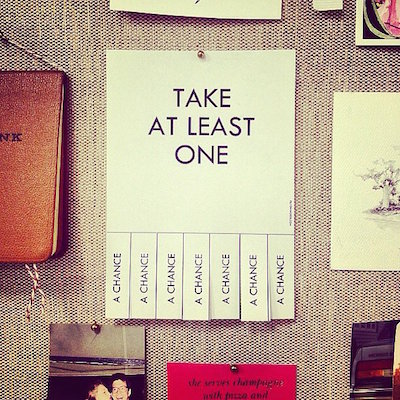 TAKE
AT LEAST
ONE
NK
A CHANCE
A CHANCE
A CHANCE
A CHANCE
A CHANCE
A CHANCE
A CHANCE
she serves champagne
with pizza and